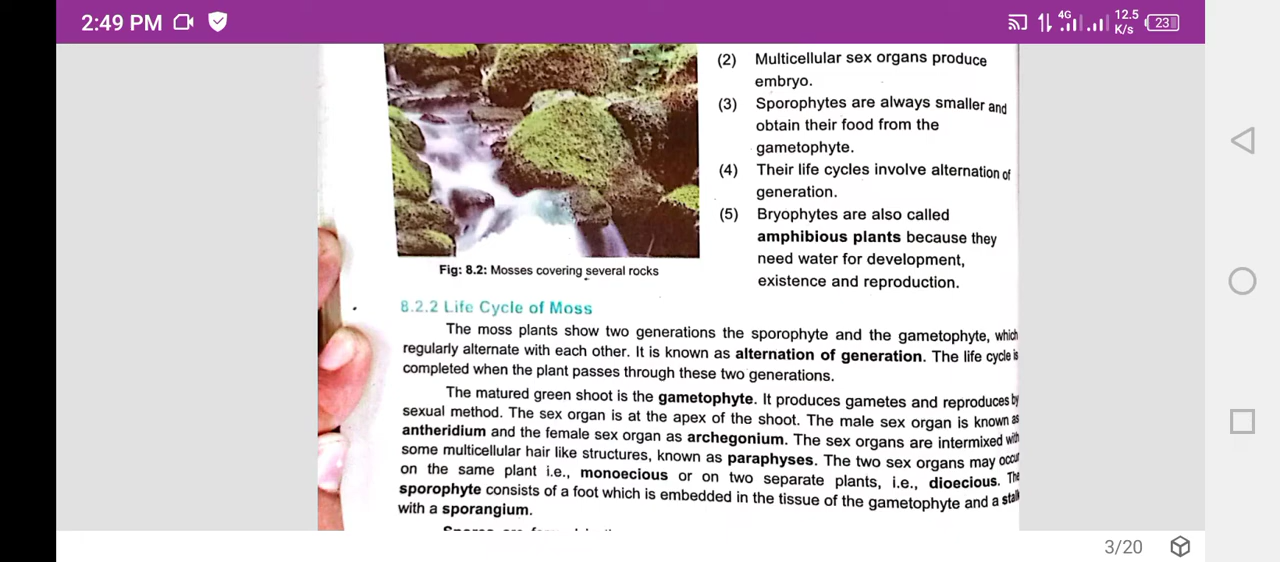 2:49 PM
4G
12.5
K/s
23
(2) Multicellular sex organs produce
embryo.
(3) Sporophytes are always smaller and
obtain their food from the
gametophyte.
(4) Their life cycles involve alternation of
generation.
(5) Bryophytes are also called
amphibious plants because they
need water for development,
existence and reproduction.
Fig: 8.2: Mosses covering several rocks
8.2.2 Life Cycle of Moss
The moss plants show two generations the sporophyte and the gametophyte, which
regularly alternate with each other. It is known as alternation of generation. The life cycle is
completed when the plant passes through these two generations.
The matured green shoot is the gametophyte. It produces gametes and reproduces by
sexual method. The sex organ is at the apex of the shoot. The male sex organ is known as
antheridium and the female sex organ as archegonium. The sex organs are intermixed with
some multicellular hair like structures, known as paraphyses. The two sex organs may occur
on the same plant i.e., monoecious or on two separate plants, i.e., dioecious. The
sporophyte consists of a foot which is embedded in the tissue of the gametophyte and a stalk
with a sporangium.
3/20